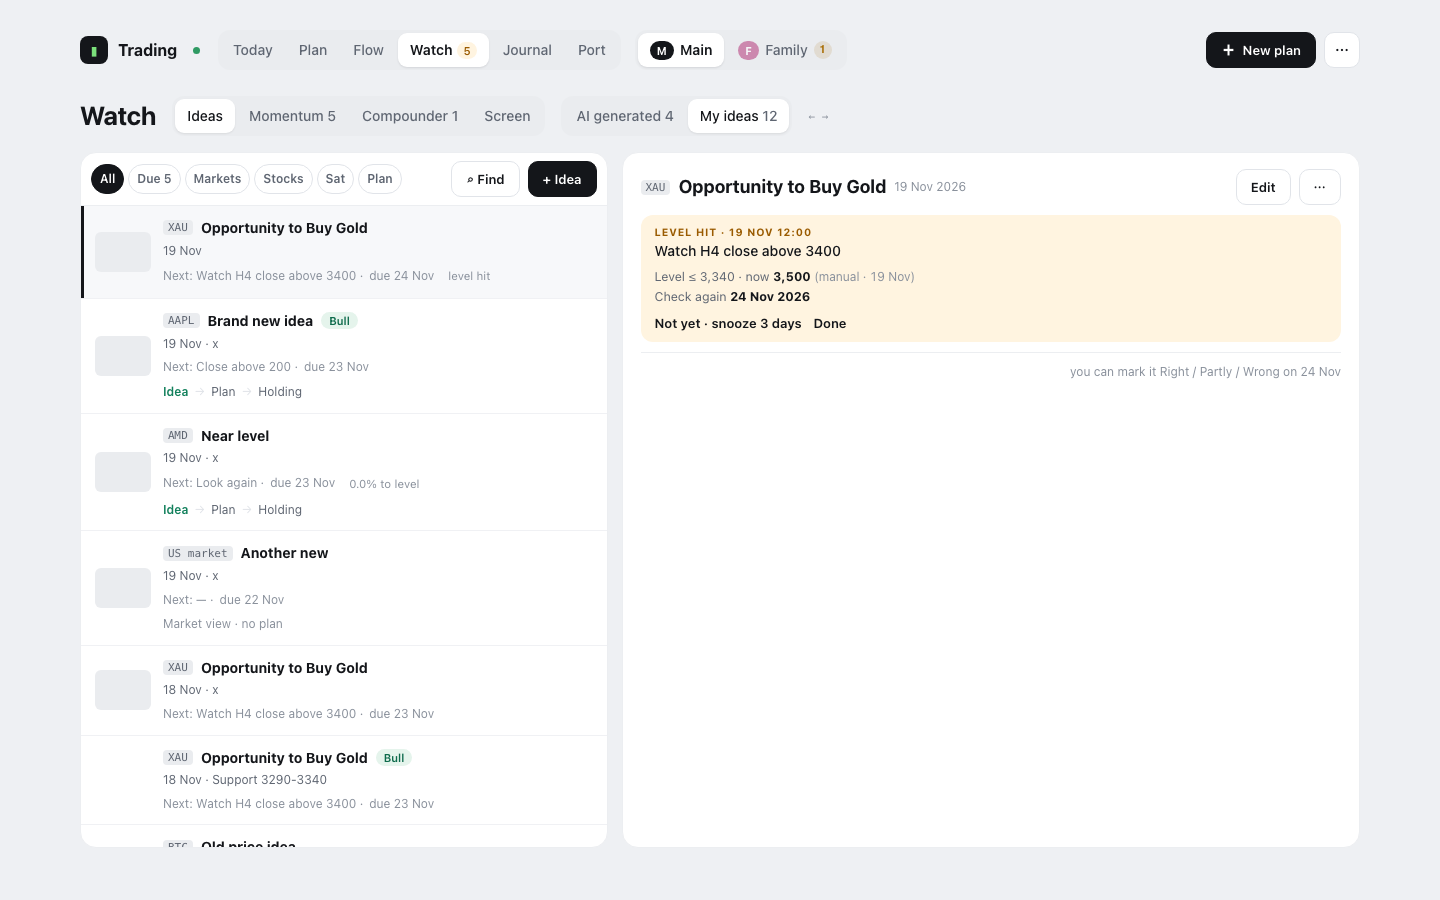 Trading Today Plan Flow Watch 5 Journal Port M Main F Family 1 + New plan ···
Watch Ideas Momentum 5 Compounder 1 Screen AI generated 4 My ideas 12 ← →
All Due 5 Markets Stocks Sat Plan ⌕ Find + Idea
XAU Opportunity to Buy Gold
19 Nov
Next: Watch H4 close above 3400 · due 24 Nov level hit
AAPL Brand new idea Bull
19 Nov · x
Next: Close above 200 · due 23 Nov
Idea → Plan → Holding
AMD Near level
19 Nov · x
Next: Look again · due 23 Nov 0.0% to level
Idea → Plan → Holding
US market Another new
19 Nov · x
Next: — · due 22 Nov
Market view · no plan
XAU Opportunity to Buy Gold
18 Nov · x
Next: Watch H4 close above 3400 · due 23 Nov
XAU Opportunity to Buy Gold Bull
18 Nov · Support 3290-3340
Next: Watch H4 close above 3400 · due 23 Nov
BTC Old price idea
XAU Opportunity to Buy Gold 19 Nov 2026 Edit ···
LEVEL HIT · 19 NOV 12:00
Watch H4 close above 3400
Level ≤ 3,340 · now 3,500 (manual · 19 Nov)
Check again 24 Nov 2026
Not yet · snooze 3 days Done
you can mark it Right / Partly / Wrong on 24 Nov